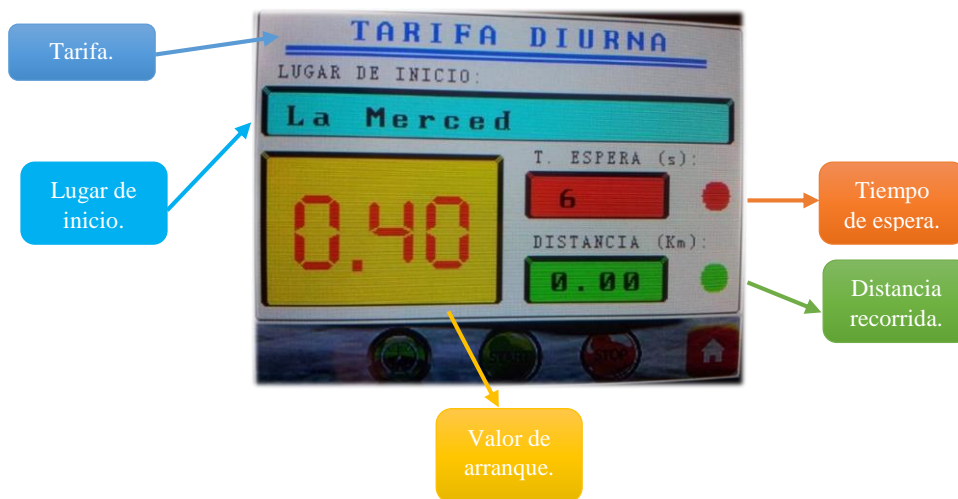 Tarifa.
TARIFA DIURNA
LUGAR DE INICIO:
La Merced
Lugar de
inicio.
0.40
T. ESPERA (s):
6
Tiempo
de espera.
DISTANCIA (Km):
0.00
Distancia
recorrida.
START
STOP
Valor de
arranque.